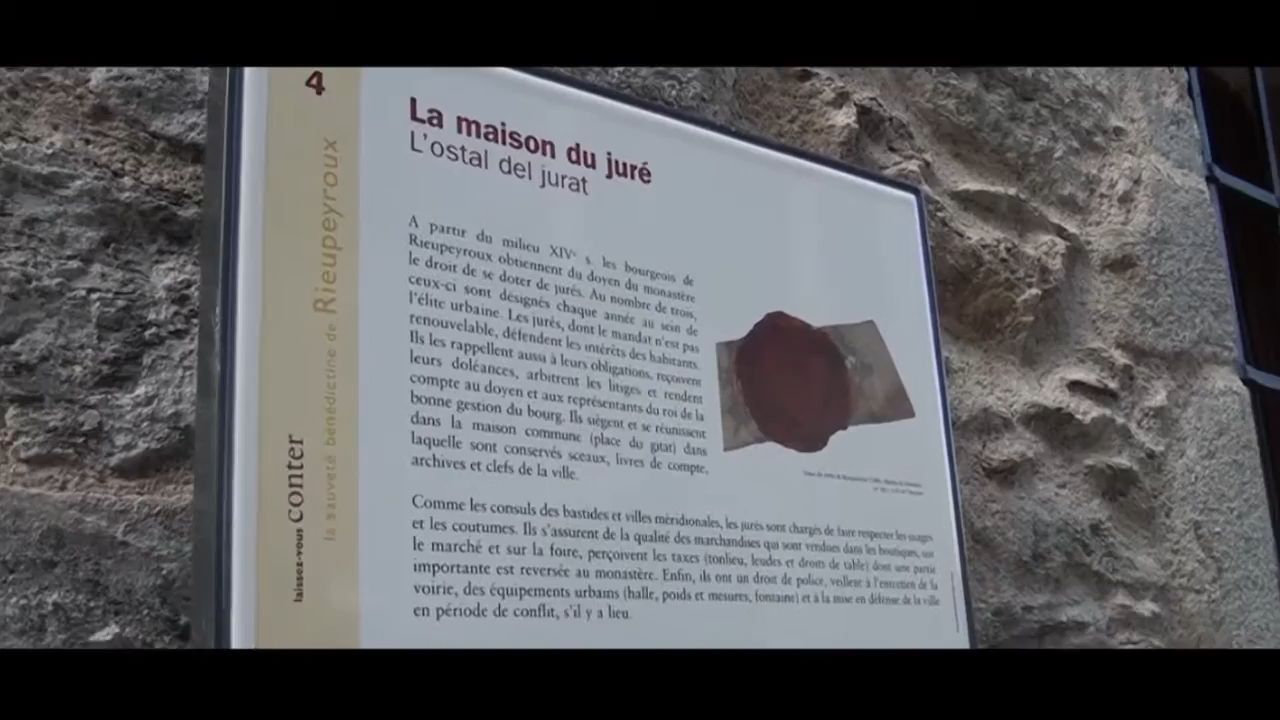 4
La maison du juré
L'ostal del jurat
A partir du milieu XIVe s. les bourgeois de
Rieupeyroux obtiennent du doyen du monastère
le droit de se doter de jurés. Au nombre de trois,
ceux-ci sont désignés chaque année au sein de
l'élite urbaine. Les jurés, dont le mandat n'est pas
renouvelable, défendent les intérêts des habitants.
Ils les rappellent aussi à leurs obligations, reçoivent
leurs doléances, arbitrent les litiges et rendent
compte au doyen et aux représentants du roi de la
bonne gestion du bourg. Ils siègent et se réunissent
dans la maison commune (place du gitat) dans
laquelle sont conservés sceaux, livres de compte,
archives et clefs de la ville.
Comme les consuls des bastides et villes méridionales, les jurés sont chargés de faire respecter les usages
et les coutumes. Ils s'assurent de la qualité des marchandises qui sont vendues dans les boutiques, sur
le marché et sur la foire, perçoivent les taxes (tonlieu, leudes et droits de table) dont une partie
importante est reversée au monastère. Enfin, ils ont un droit de police, veillent à l'entretien de la
voirie, des équipements urbains (halle, poids et mesures, fontaine) et à la mise en défense de la ville
en période de conflit, s'il y a lieu.
laissez-vous conter
la sauveté bénédictine de Rieupeyroux